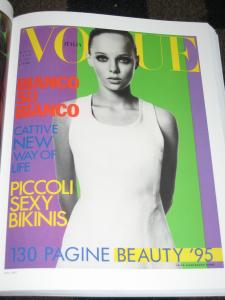 VOGUE
ITALIA
BIANCO
SU
BIANCO
CATTIVE
NEW
WAY OF
LIFE
PICCOLI
SEXY
BIKINIS
130 PAGINE BEAUTY '95